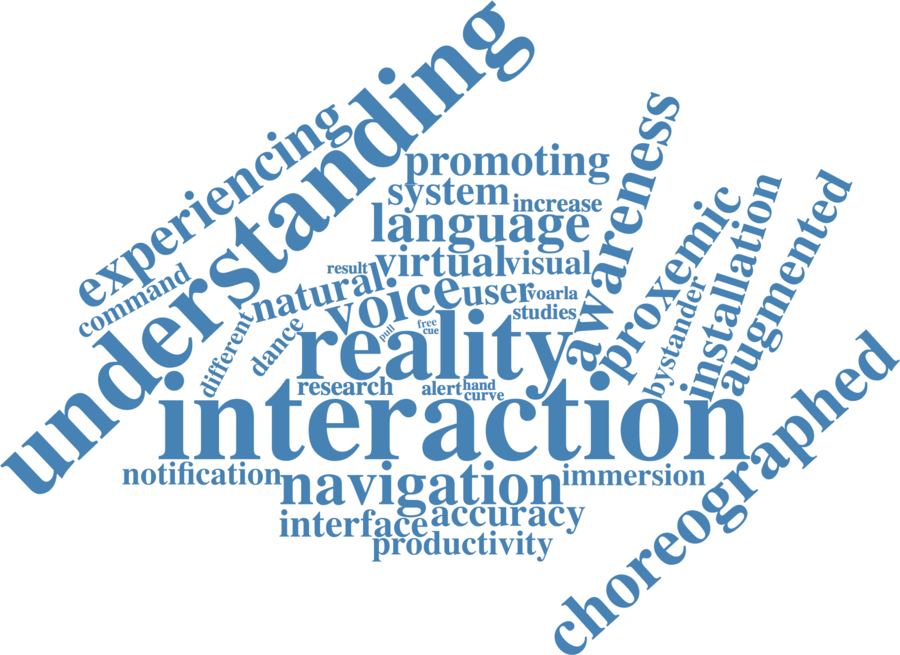 understanding
experiencing
command
promoting
system
increase
language
awareness
result
virtual
visual
natural
voice
user
voarla
studies
different
dance
pull
free
cue
reality
proxemic
bystander
installation
augmented
research
alert
hand
curve
interaction
choreographed
notification
navigation
immersion
interface
accuracy
productivity